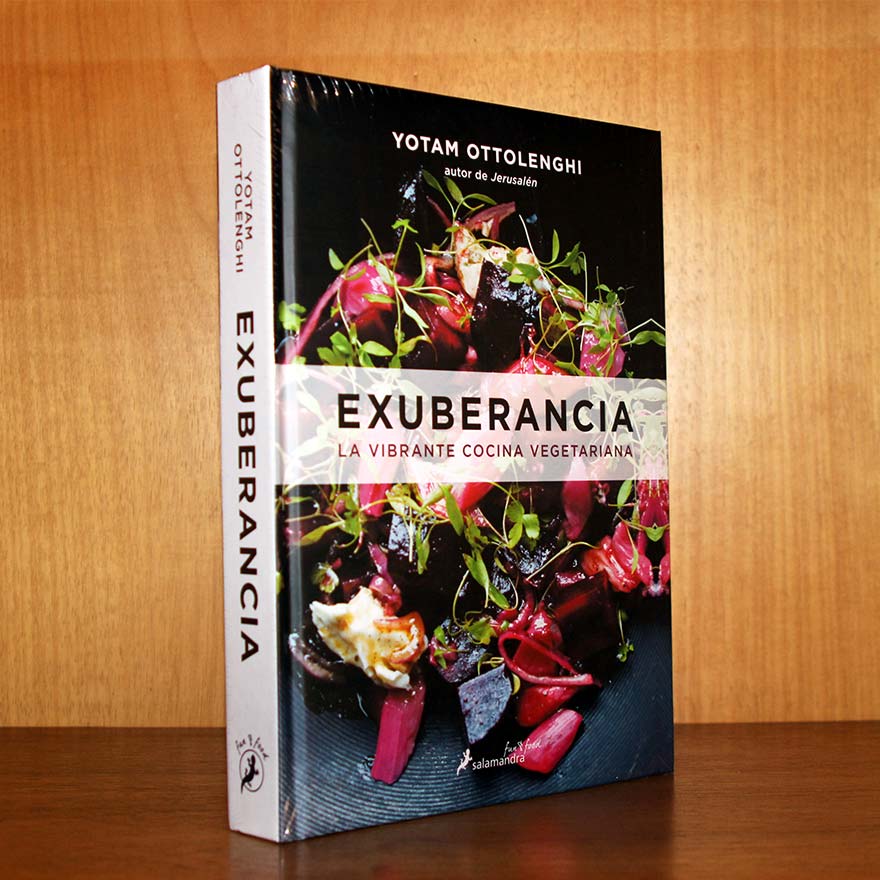 YOTAM
OTTOLENGHI
EXUBERANCIA
fun & food
YOTAM OTTOLENGHI
autor de Jerusalén
EXUBERANCIA
LA VIBRANTE COCINA VEGETARIANA
fun & food
salamandra